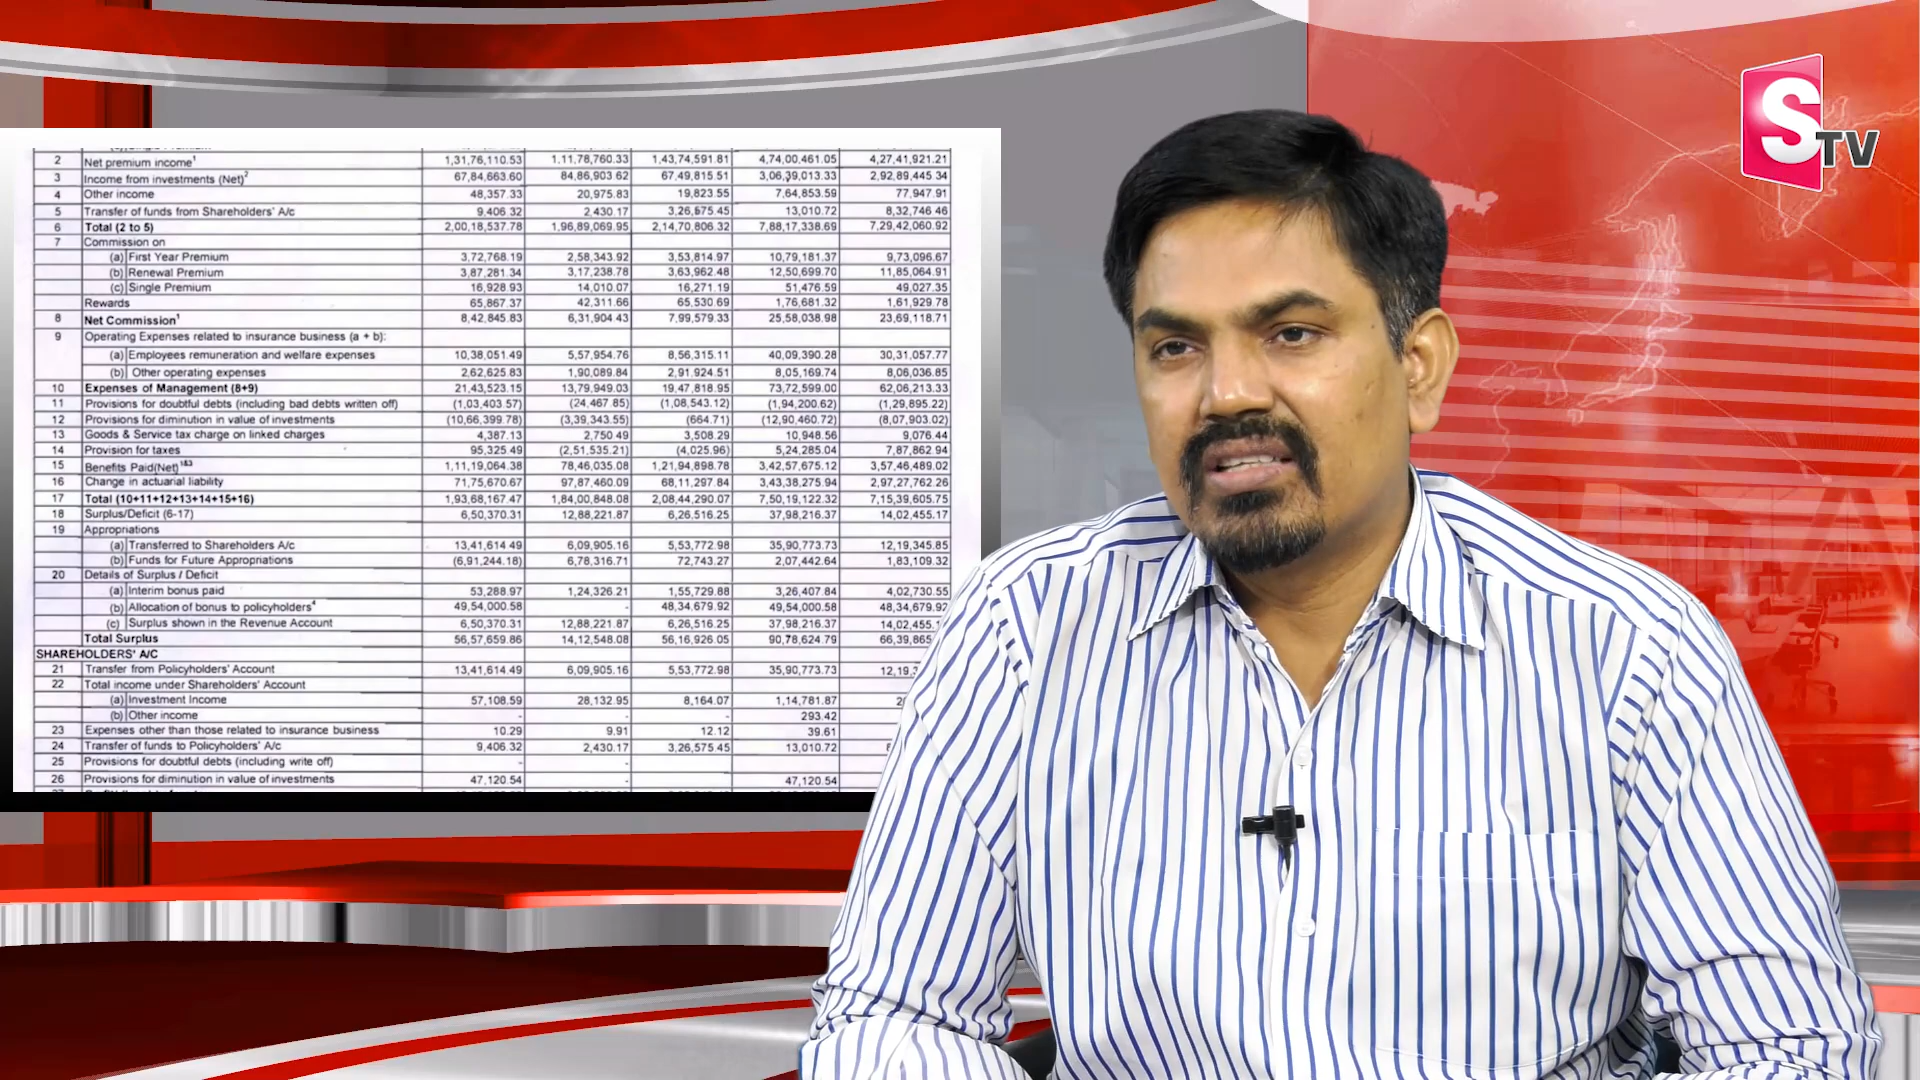 2 Net premium income¹ 1,31,76,110.53 1,11,78,760.33 1,43,74,591.81 4,74,00,461.05 4,27,41,921.21
3 Income from investments (Net)² 67,84,663.60 84,86,903.62 67,49,815.51 3,06,39,013.33 2,92,89,445.34
4 Other income 48,357.33 20,975.83 19,823.55 7,64,853.59 77,947.91
5 Transfer of funds from Shareholders' A/c 9,406.32 2,430.17 3,26,575.45 13,010.72 8,32,746.46
6 Total (2 to 5) 2,00,18,537.78 1,96,89,069.95 2,14,70,806.32 7,88,17,338.69 7,29,42,060.92
7 Commission on
(a) First Year Premium 3,72,768.19 2,58,343.92 3,53,814.97 10,79,181.37 9,73,096.67
(b) Renewal Premium 3,87,281.34 3,17,238.78 3,63,962.48 12,50,699.70 11,85,064.91
(c) Single Premium 16,928.93 14,010.07 16,271.19 51,476.59 49,027.35
Rewards 65,867.37 42,311.66 65,530.69 1,76,681.32 1,61,929.78
8 Net Commission¹ 8,42,845.83 6,31,904.43 7,99,579.33 25,58,038.98 23,69,118.71
9 Operating Expenses related to insurance business (a + b):
(a) Employees remuneration and welfare expenses 10,38,051.49 5,57,954.76 8,56,315.11 40,09,390.28 30,31,057.77
(b) Other operating expenses 2,62,625.83 1,90,089.84 2,91,924.51 8,05,169.74 8,06,036.85
10 Expenses of Management (8+9) 21,43,523.15 13,79,949.03 19,47,818.95 73,72,599.00 62,06,213.33
11 Provisions for doubtful debts (including bad debts written off) (1,03,403.57) (24,467.85) (1,08,543.12) (1,94,200.62) (1,29,895.22)
12 Provisions for diminution in value of investments (10,66,399.78) (3,39,343.55) (664.71) (12,90,460.72) (8,07,903.02)
13 Goods & Service tax charge on linked charges 4,387.13 2,750.49 3,508.29 10,948.56 9,076.44
14 Provision for taxes 95,325.49 (2,51,535.21) (4,025.96) 5,24,285.04 7,87,862.94
15 Benefits Paid(Net)¹&³ 1,11,19,064.38 78,46,035.08 1,21,94,898.78 3,42,57,675.12 3,57,46,489.02
16 Change in actuarial liability 71,75,670.67 97,87,460.09 68,11,297.84 3,43,38,275.94 2,97,27,762.26
17 Total (10+11+12+13+14+15+16) 1,93,68,167.47 1,84,00,848.08 2,08,44,290.07 7,50,19,122.32 7,15,39,605.75
18 Surplus/Deficit (6-17) 6,50,370.31 12,88,221.87 6,26,516.25 37,98,216.37 14,02,455.17
19 Appropriations
(a) Transferred to Shareholders A/c 13,41,614.49 6,09,905.16 5,53,772.98 35,90,773.73 12,19,345.85
(b) Funds for Future Appropriations (6,91,244.18) 6,78,316.71 72,743.27 2,07,442.64 1,83,109.32
20 Details of Surplus / Deficit
(a) Interim bonus paid 53,288.97 1,24,326.21 1,55,729.88 3,26,407.84 4,02,730.55
(b) Allocation of bonus to policyholders⁴ 49,54,000.58 - 48,34,679.92 49,54,000.58 48,34,679.92
(c) Surplus shown in the Revenue Account 6,50,370.31 12,88,221.87 6,26,516.25 37,98,216.37 14,02,455.
Total Surplus 56,57,659.86 14,12,548.08 56,16,926.05 90,78,624.79 66,39,865
SHAREHOLDERS' A/C
21 Transfer from Policyholders' Account 13,41,614.49 6,09,905.16 5,53,772.98 35,90,773.73 12,19,
22 Total income under Shareholders' Account
(a) Investment Income 57,108.59 28,132.95 8,164.07 1,14,781.87
(b) Other income - - - 293.42
23 Expenses other than those related to insurance business 10.29 9.91 12.12 39.61
24 Transfer of funds to Policyholders' A/c 9,406.32 2,430.17 3,26,575.45 13,010.72
25 Provisions for doubtful debts (including write off) - -
26 Provisions for diminution in value of investments 47,120.54 - 47,120.54
S TV